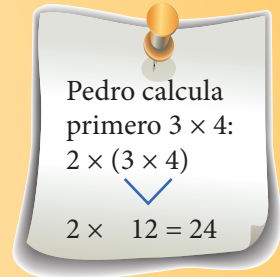 Pedro calcula
primero 3 × 4:
2 × (3 × 4)
2 × 12 = 24